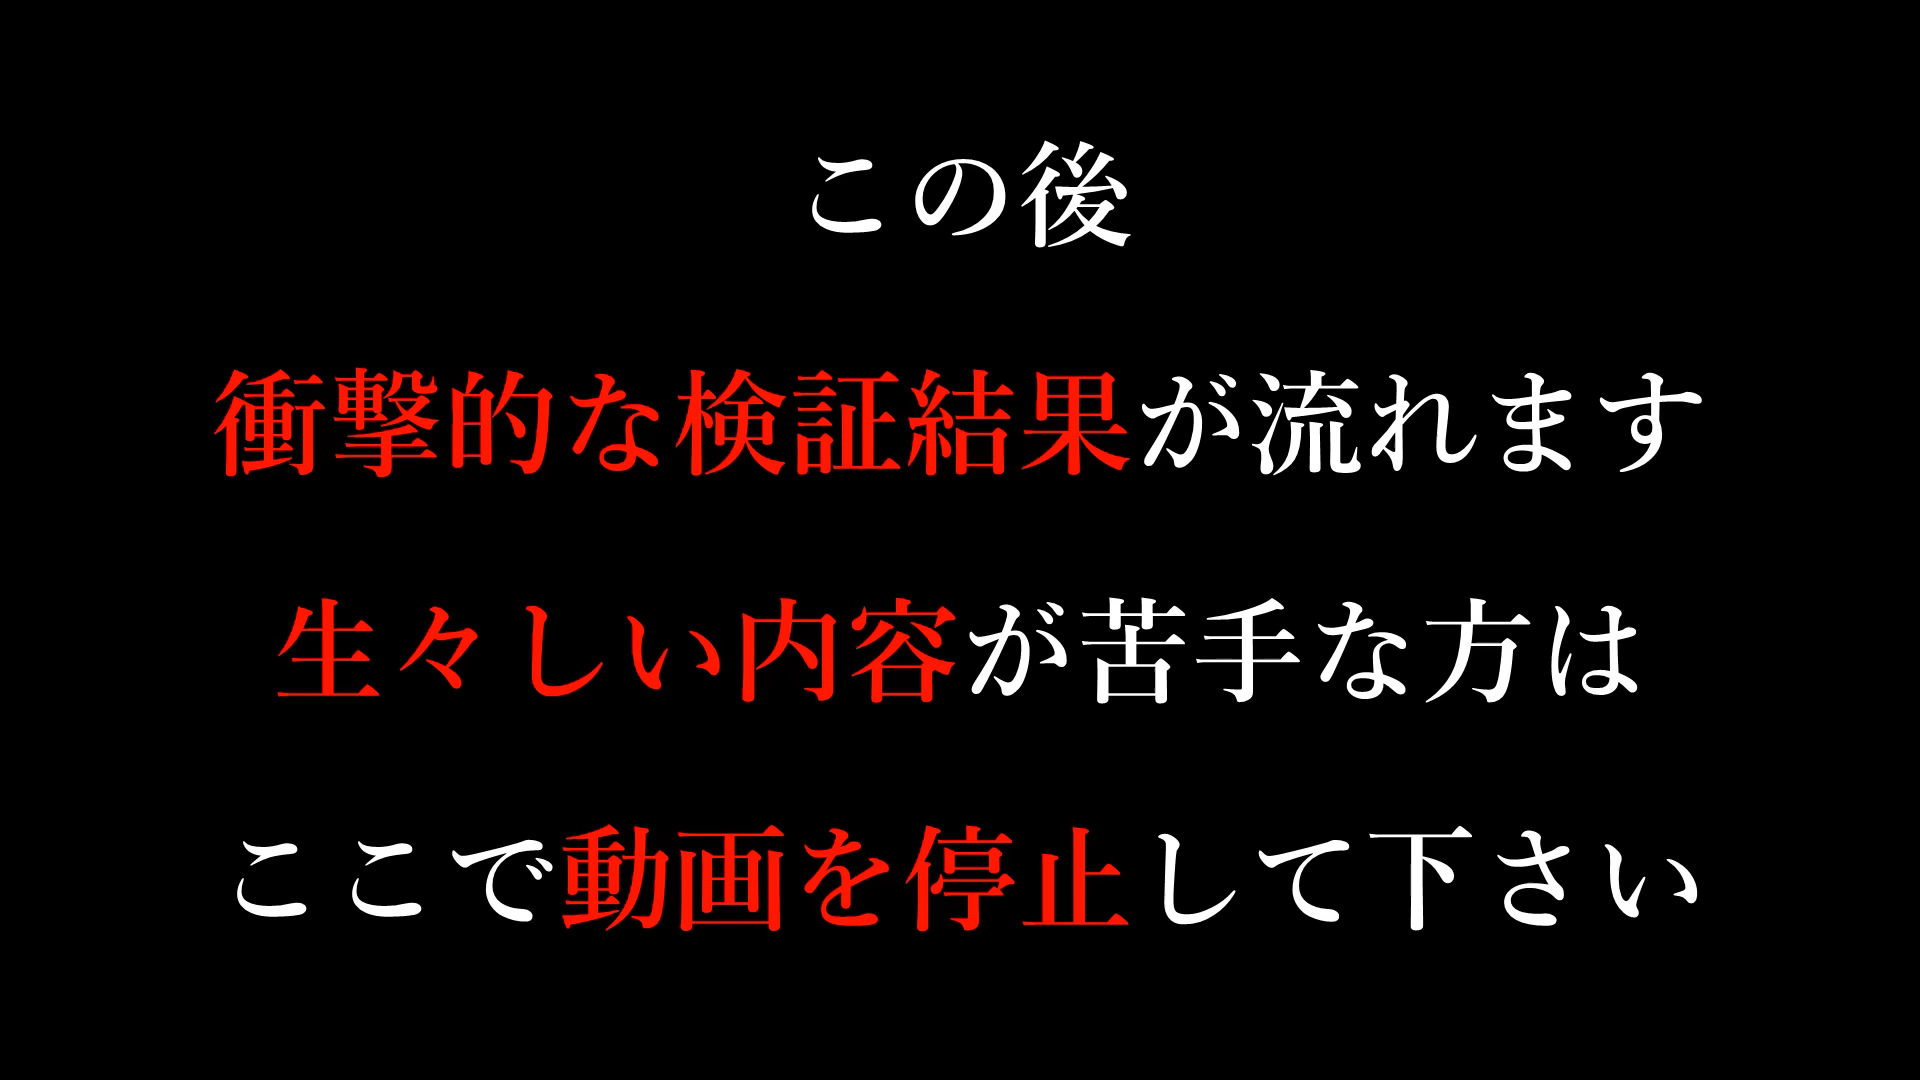 この後
衝撃的な検証結果が流れます
生々しい内容が苦手な方は
ここで動画を停止して下さい